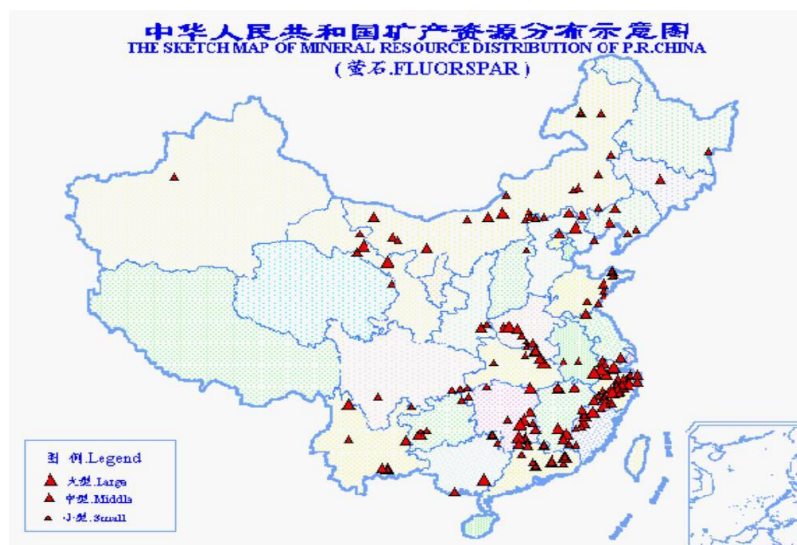 中华人民共和国矿产资源分布示意图
THE SKETCH MAP OF MINERAL RESOURCE DISTRIBUTION OF P.R.CHINA
(萤石.FLUORSPAR)
图 例.Legend
大型.Large
中型.Middle
小型.Small